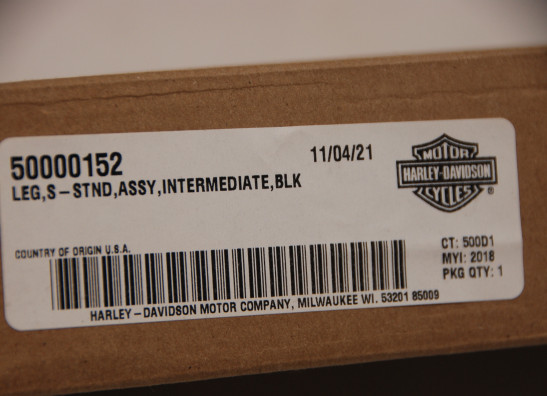 50000152
11/04/21
LEG,S-STND,ASSY,INTERMEDIATE,BLK
MOTOR
HARLEY-DAVIDSON
CYCLES
®
COUNTRY OF ORIGIN U.S.A.
CT: 500D1
MYI: 2018
PKG QTY: 1
HARLEY-DAVIDSON MOTOR COMPANY, MILWAUKEE WI. 53201 85009